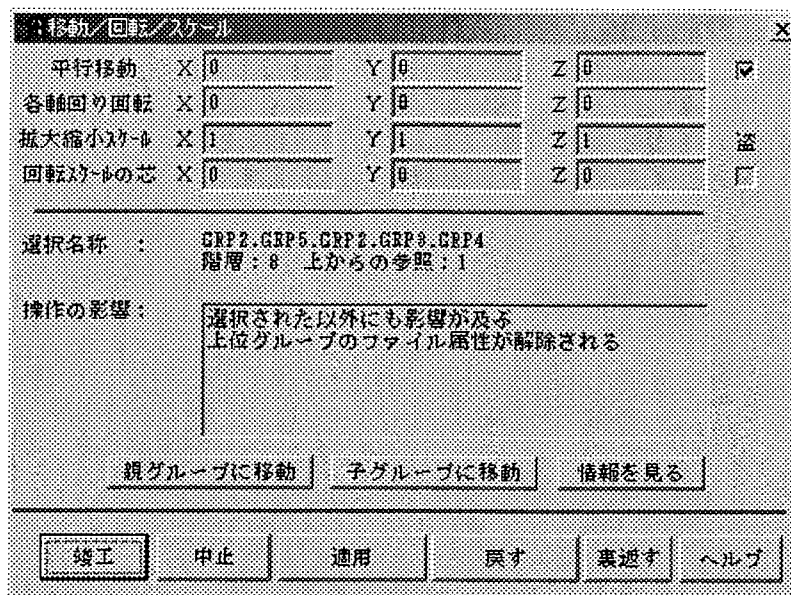 :移動/回転/スケール X
平行移動 X 0 Y 0 Z 0
各軸回り回転 X 0 Y 0 Z 0
拡大縮小スケール X 1 Y 1 Z 1 盗
回転スケールの芯 X 0 Y 0 Z 0
選択名称 : GRP2.GRP5.GRP2.GRP3.GRP4
階層:8 上からの参照:1
操作の影響: 選択された以外にも影響が及ぶ
上位グループのファイル属性が解除される
親グループに移動 子グループに移動 情報を見る
竣工 中止 適用 戻す 裏返す ヘルプ